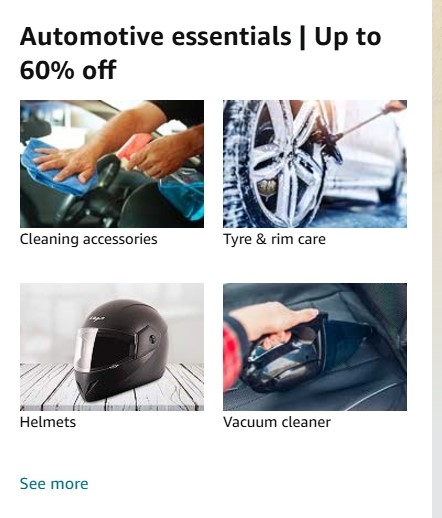 Automotive essentials | Up to
60% off
Cleaning accessories
Tyre & rim care
Helmets
Vacuum cleaner
See more